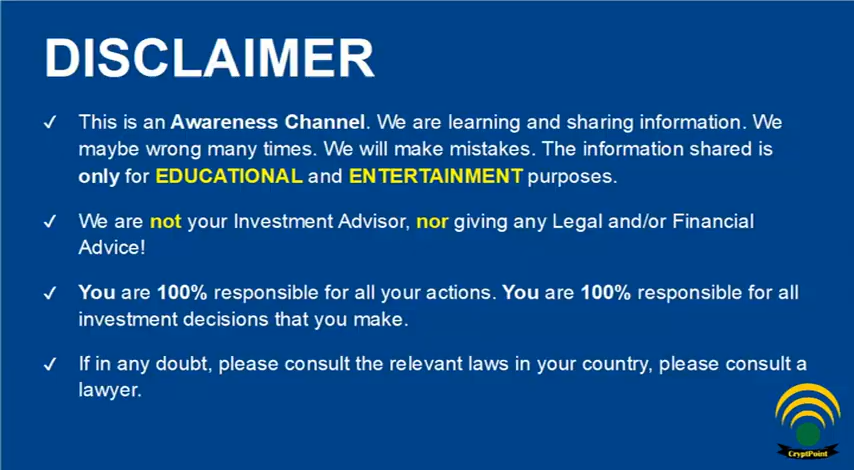 DISCLAIMER
✓ This is an Awareness Channel. We are learning and sharing information. We
maybe wrong many times. We will make mistakes. The information shared is
only for EDUCATIONAL and ENTERTAINMENT purposes.
✓ We are not your Investment Advisor, nor giving any Legal and/or Financial
Advice!
✓ You are 100% responsible for all your actions. You are 100% responsible for all
investment decisions that you make.
✓ If in any doubt, please consult the relevant laws in your country, please consult a
lawyer.
CryptPoint